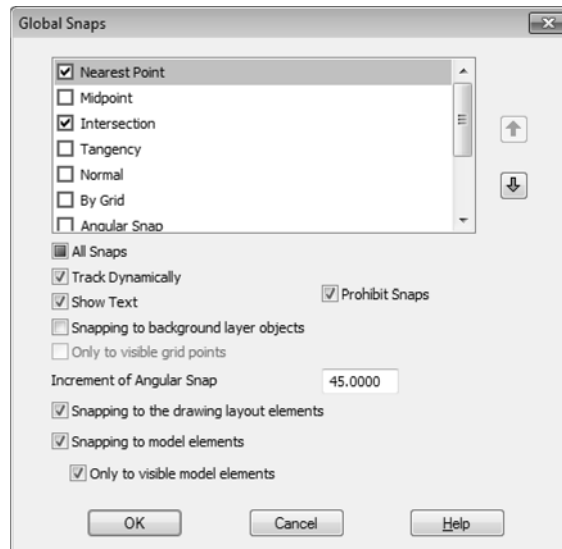 Global Snaps
Nearest Point
Midpoint
Intersection
Tangency
Normal
By Grid
Angular Snap
All Snaps
Track Dynamically
Show Text
Prohibit Snaps
Snapping to background layer objects
Only to visible grid points
Increment of Angular Snap 45.0000
Snapping to the drawing layout elements
Snapping to model elements
Only to visible model elements
OK Cancel Help